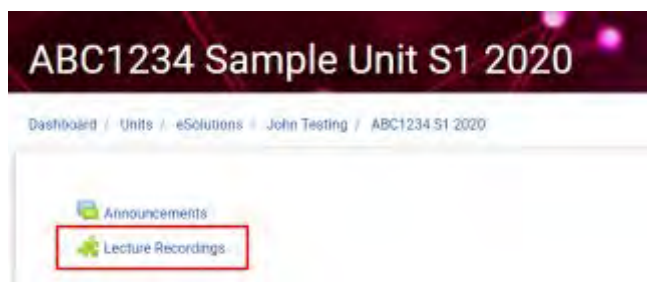 ABC1234 Sample Unit S1 2020
Dashboard / Units / eSolutions / John Testing / ABC1234 S1 2020
Announcements
Lecture Recordings